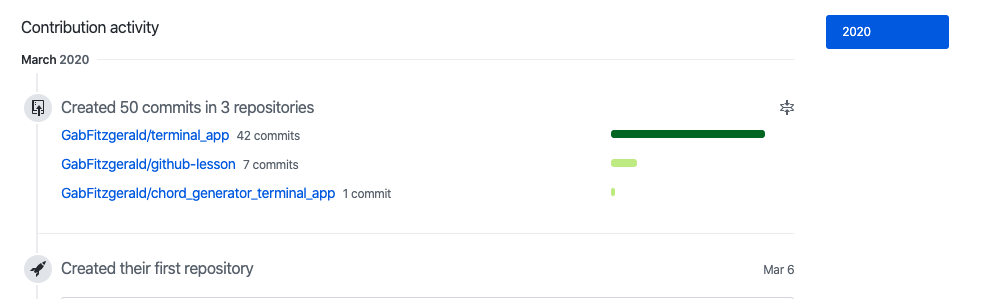 Contribution activity
2020
March 2020
Created 50 commits in 3 repositories
GabFitzgerald/terminal_app 42 commits
GabFitzgerald/github-lesson 7 commits
GabFitzgerald/chord_generator_terminal_app 1 commit
Created their first repository Mar 6